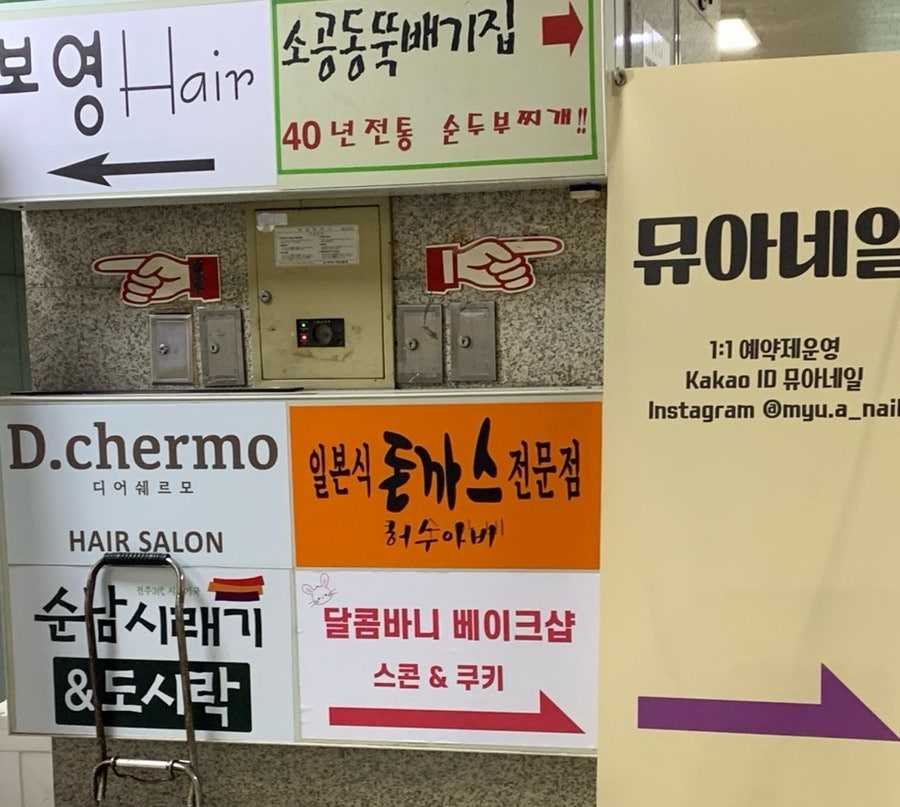 보영 Hair
소공동뚝배기집
40년전통 순두부찌개!!
D.chermo
디어쉐르모
HAIR SALON
일본식 돈까스 전문점
허수아비
순남시래기
&도시락
달콤바니 베이크샵
스콘 & 쿠키
뮤아네일
1:1 예약제운영
Kakao ID 뮤아네일
Instagram @myu.a_nail